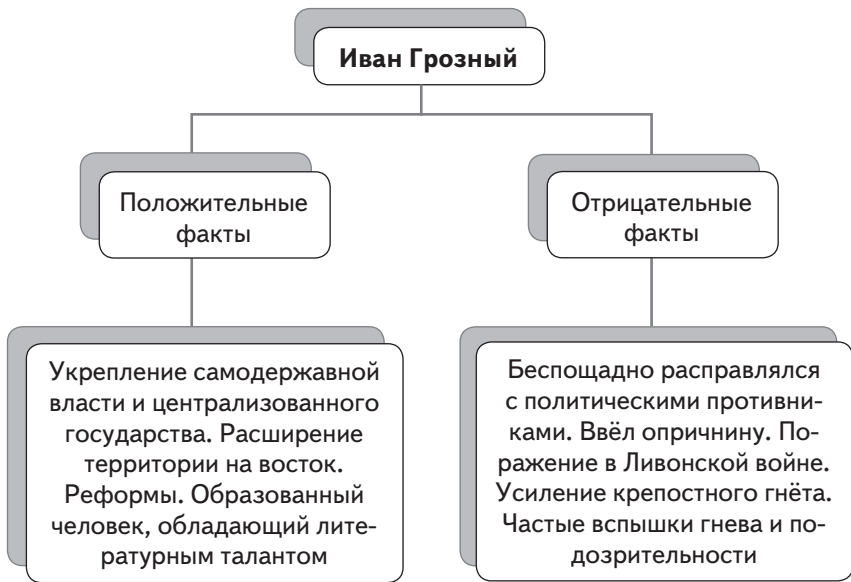 Иван Грозный
Положительные
факты
Отрицательные
факты
Укрепление самодержавной
власти и централизованного
государства. Расширение
территории на восток.
Реформы. Образованный
человек, обладающий лите-
ратурным талантом
Беспощадно расправлялся
с политическими противни-
ками. Ввёл опричнину. По-
ражение в Ливонской войне.
Усиление крепостного гнёта.
Частые вспышки гнева и по-
дозрительности